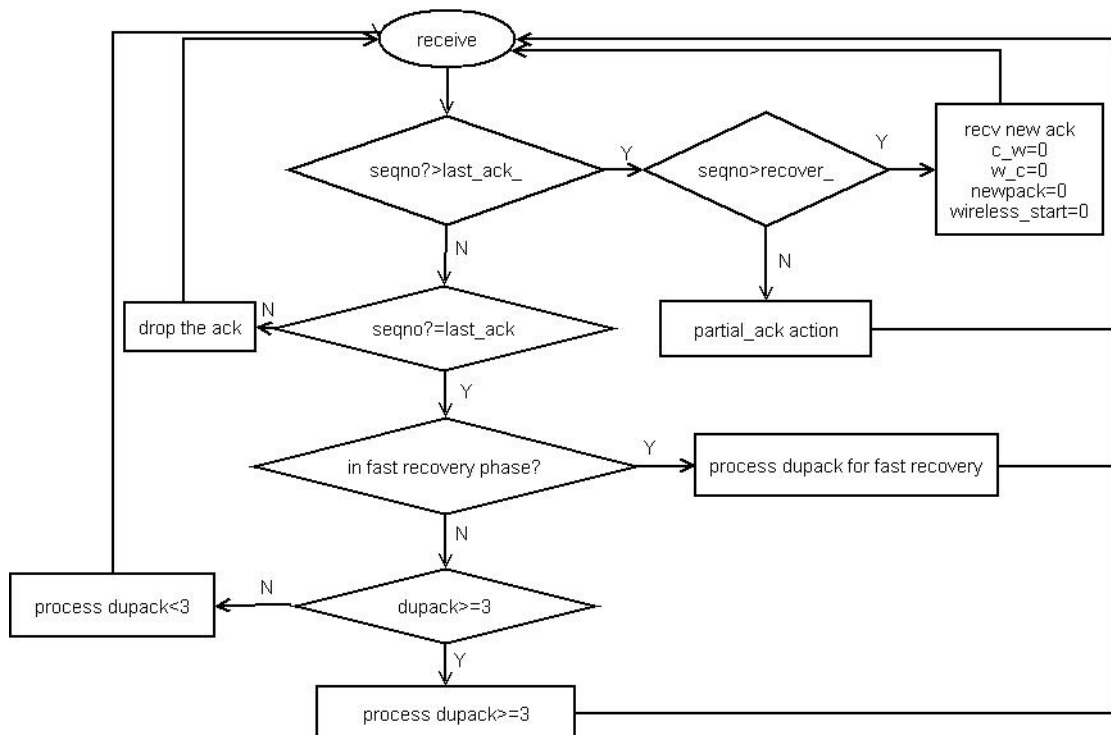 receive
seqno?>last_ack_
Y
seqno>recover_
Y
recv new ack
c_w=0
w_c=0
newpack=0
wireless_start=0
N
N
drop the ack
N
seqno?=last_ack
partial_ack action
Y
in fast recovery phase?
Y
process dupack for fast recovery
N
process dupack<3
N
dupack>=3
Y
process dupack>=3